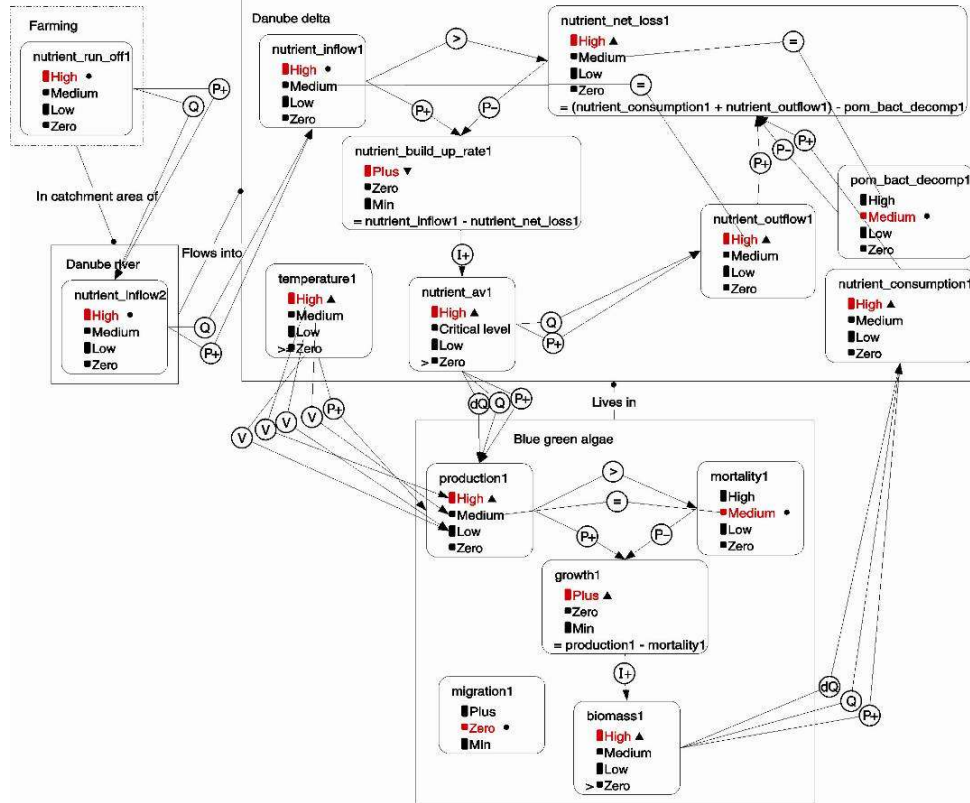 Farming
nutrient_run_off1
High
Medium
Low
Zero
Q
P+
In catchment area of
Danube river
nutrient_inflow2
High
Medium
Low
Zero
Flows into
Q
P+
Danube delta
nutrient_inflow1
High
Medium
Low
Zero
>
=
=
P+
P-
nutrient_net_loss1
High
Medium
Low
Zero
= (nutrient_consumption1 + nutrient_outflow1) - pom_bact_decomp1
nutrient_build_up_rate1
Plus
Zero
Min
= nutrient_inflow1 - nutrient_net_loss1
P+
P-
P+
pom_bact_decomp1
High
Medium
Low
Zero
nutrient_outflow1
High
Medium
Low
Zero
I+
temperature1
High
Medium
Low
> Zero
nutrient_av1
High
Critical level
Low
> Zero
Q
P+
nutrient_consumption1
High
Medium
Low
Zero
V
V
V
V
P+
dQ
Q
P+
Lives in
Blue green algae
production1
High
Medium
Low
Zero
>
=
P+
P-
mortality1
High
Medium
Low
Zero
growth1
Plus
Zero
Min
= production1 - mortality1
I+
migration1
Plus
Zero
Min
biomass1
High
Medium
Low
> Zero
dQ
Q
P+